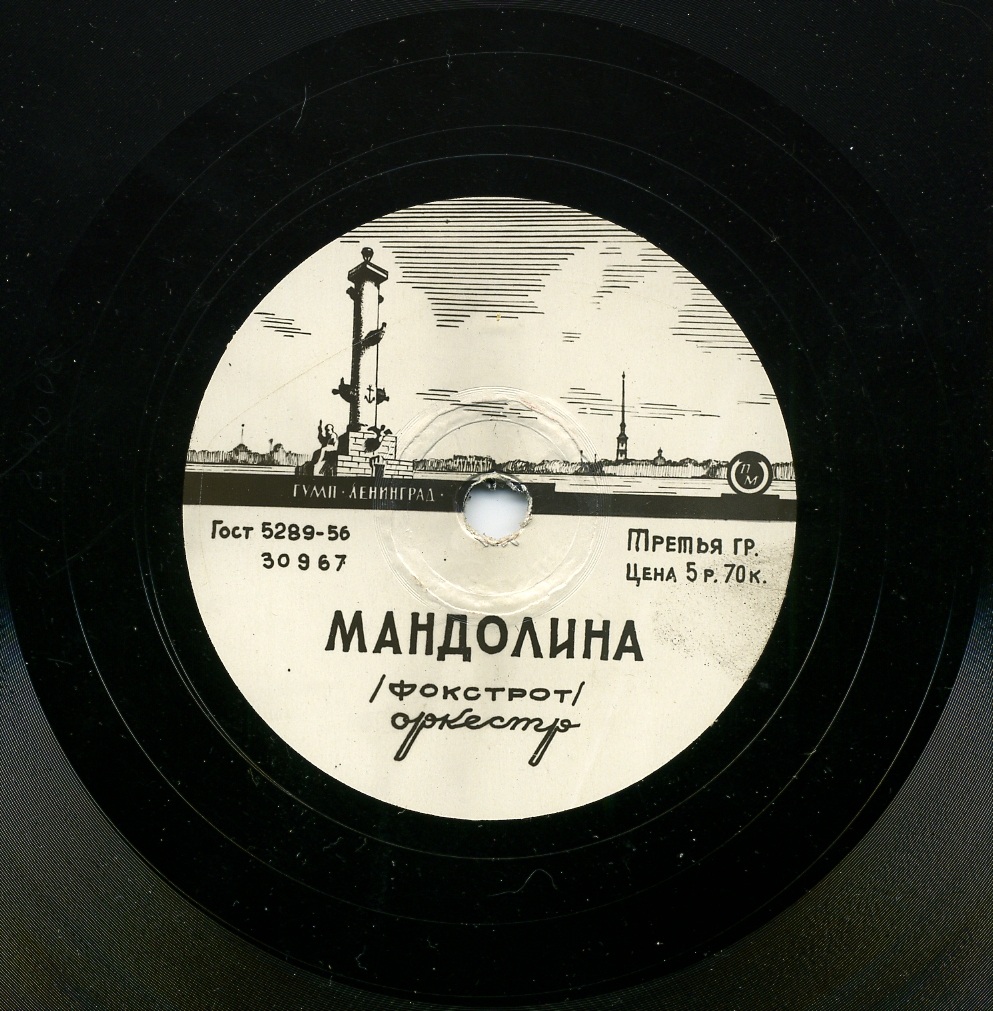 ГУМП · ЛЕНИНГРАД ·
П
М
Гост 5289-56
30967
Третья гр.
Цена 5 р. 70 к.
МАНДОЛИНА
/ФОКСТРОТ/
оркестр